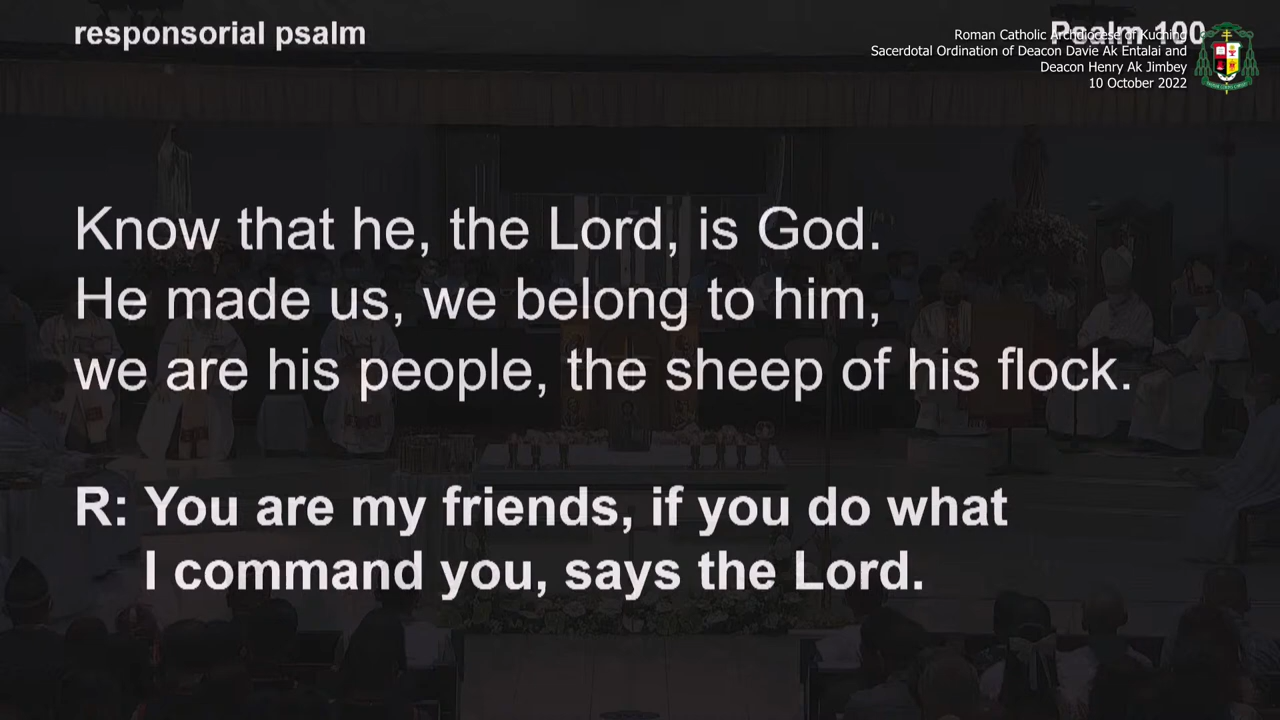 responsorial psalm
Psalm 100
Roman Catholic Archdiocese of Kuching
Sacerdotal Ordination of Deacon Davie Ak Entalai and
Deacon Henry Ak Jimbey
10 October 2022
Know that he, the Lord, is God.
He made us, we belong to him,
we are his people, the sheep of his flock.
R: You are my friends, if you do what
I command you, says the Lord.